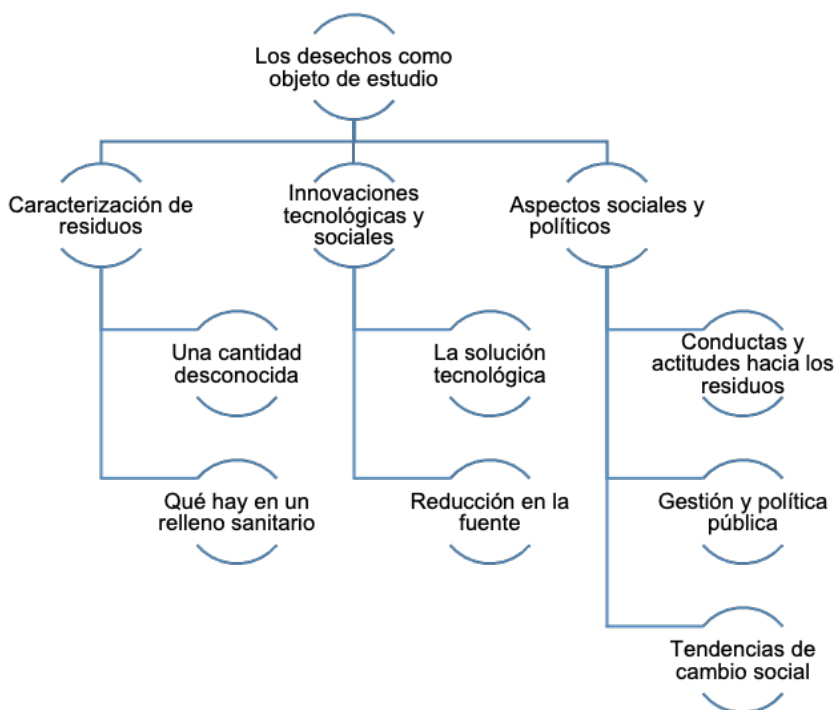 Los desechos como
objeto de estudio
Caracterización de
residuos
Innovaciones
tecnológicas y
sociales
Aspectos sociales y
políticos
Una cantidad
desconocida
Qué hay en un
relleno sanitario
La solución
tecnológica
Reducción en la
fuente
Conductas y
actitudes hacia los
residuos
Gestión y política
pública
Tendencias de
cambio social